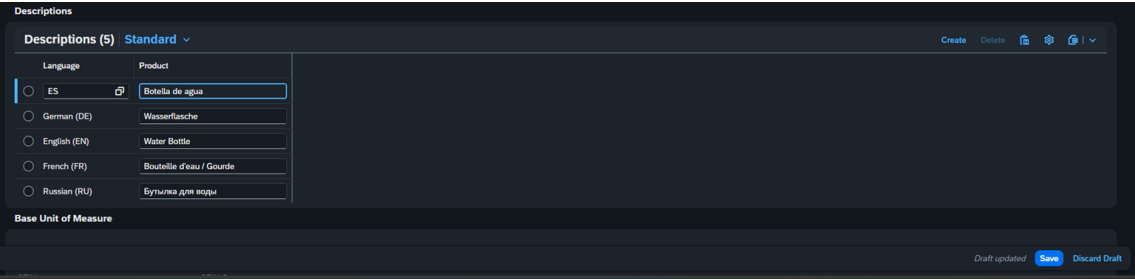 Descriptions
Descriptions (5) Standard
Create Delete
Language Product
ES Botella de agua
German (DE) Wasserflasche
English (EN) Water Bottle
French (FR) Bouteille d'eau / Gourde
Russian (RU) Бутылка для воды
Base Unit of Measure
Draft updated Save Discard Draft